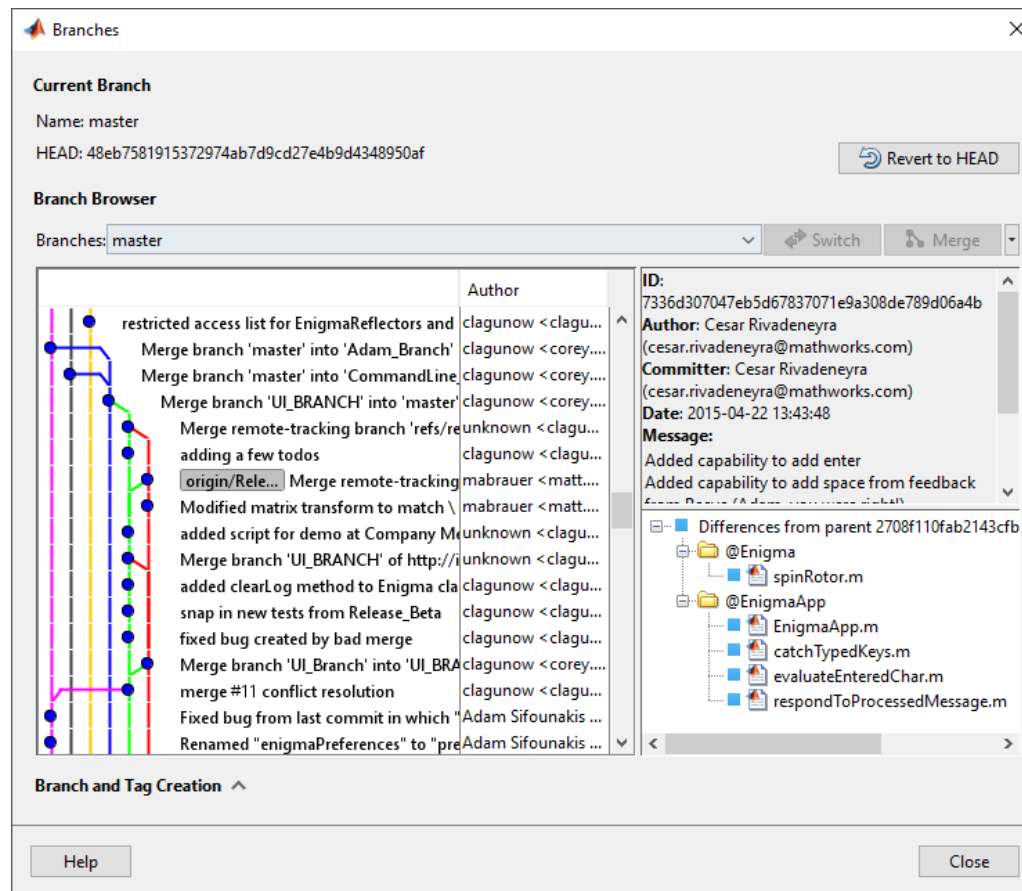 Branches
Current Branch
Name: master
HEAD: 48eb7581915372974ab7d9cd27e4b9d4348950af
Revert to HEAD
Branch Browser
Branches: master
Switch
Merge
Author
restricted access list for EnigmaReflectors and clagunow <clagu...
Merge branch 'master' into 'Adam_Branch' clagunow <corey....
Merge branch 'master' into 'CommandLine_ clagunow <corey....
Merge branch 'UI_BRANCH' into 'master' clagunow <corey....
Merge remote-tracking branch 'refs/re unknown <clagu...
adding a few todos unknown <clagu...
origin/Rele... Merge remote-tracking mabrauer <matt....
Modified matrix transform to match \ mabrauer <matt....
added script for demo at Company Me unknown <clagu...
Merge branch 'UI_BRANCH' of http://i unknown <clagu...
added clearLog method to Enigma cla clagunow <clagu...
snap in new tests from Release_Beta clagunow <clagu...
fixed bug created by bad merge clagunow <clagu...
Merge branch 'UI_Branch' into 'UI_BRA clagunow <corey....
merge #11 conflict resolution clagunow <clagu...
Fixed bug from last commit in which " Adam Sifounakis ...
Renamed "enigmaPreferences" to "pre Adam Sifounakis ...
ID:
7336d307047eb5d67837071e9a308de789d06a4b
Author: Cesar Rivadeneyra
(cesar.rivadeneyra@mathworks.com)
Committer: Cesar Rivadeneyra
(cesar.rivadeneyra@mathworks.com)
Date: 2015-04-22 13:43:48
Message:
Added capability to add enter
Added capability to add space from feedback
from Rogue (Adam, you were right!)
Differences from parent 2708f110fab2143cfb
@Enigma
spinRotor.m
@EnigmaApp
EnigmaApp.m
catchTypedKeys.m
evaluateEnteredChar.m
respondToProcessedMessage.m
Branch and Tag Creation
Help
Close